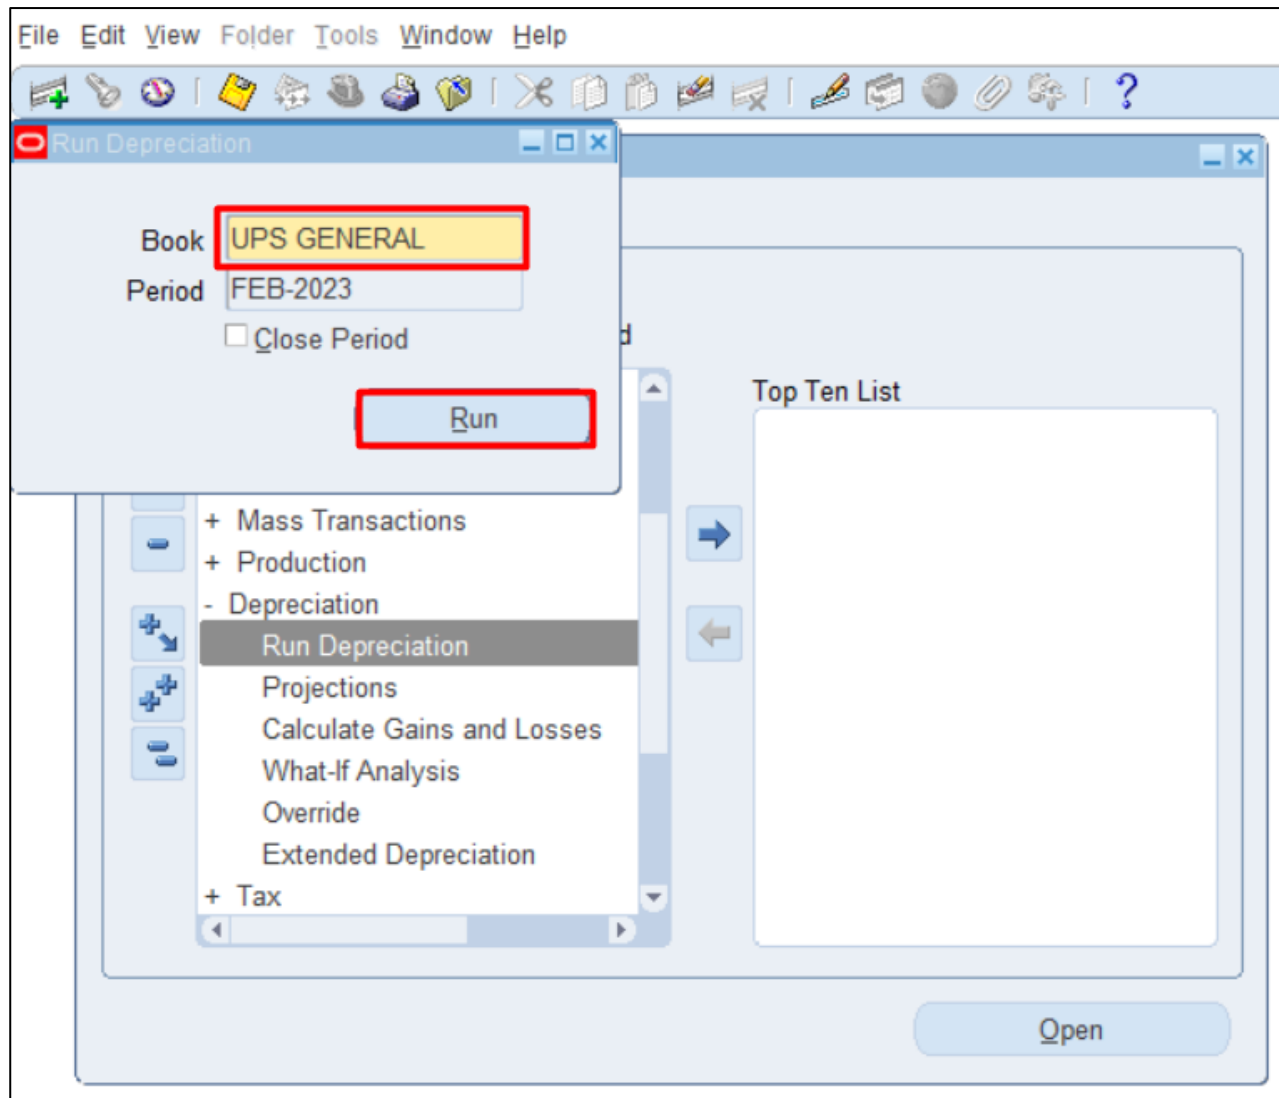 File Edit View Folder Tools Window Help
?
Run Depreciation
Book UPS GENERAL
Period FEB-2023
Close Period
Run
d
Top Ten List
+ Mass Transactions
+ Production
- Depreciation
Run Depreciation
Projections
Calculate Gains and Losses
What-If Analysis
Override
Extended Depreciation
+ Tax
Open